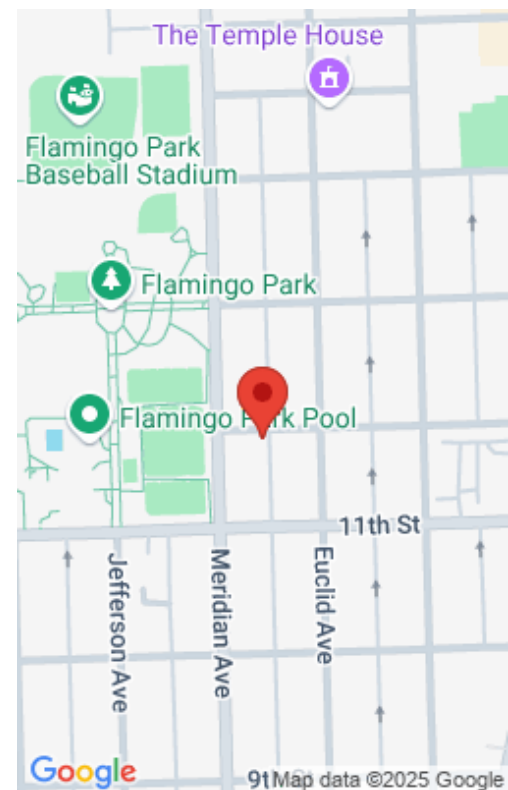 The Temple House
Flamingo Park
Baseball Stadium
Flamingo Park
Flamingo Park Pool
11th St
Jefferson Ave
Meridian Ave
Euclid Ave
Google
Map data ©2025 Google